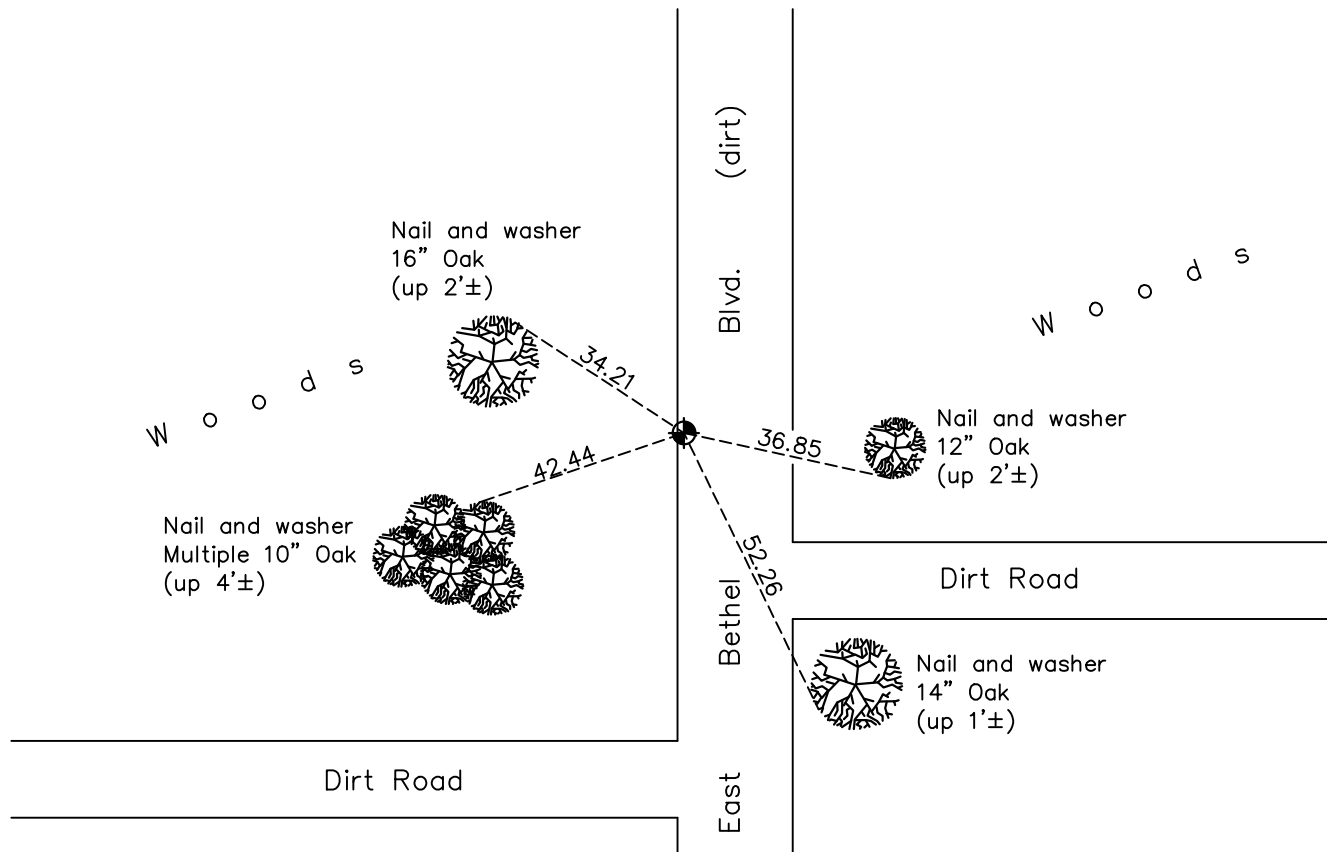 (dirt)
Nail and washer
16” Oak
(up 2'±)
Blvd.
W o o d s
34.21
W o o d s
36.85
Nail and washer
12” Oak
(up 2'±)
42.44
Nail and washer
Multiple 10” Oak
(up 4'±)
52.26
Dirt Road
Bethel
Nail and washer
14” Oak
(up 1'±)
Dirt Road
East